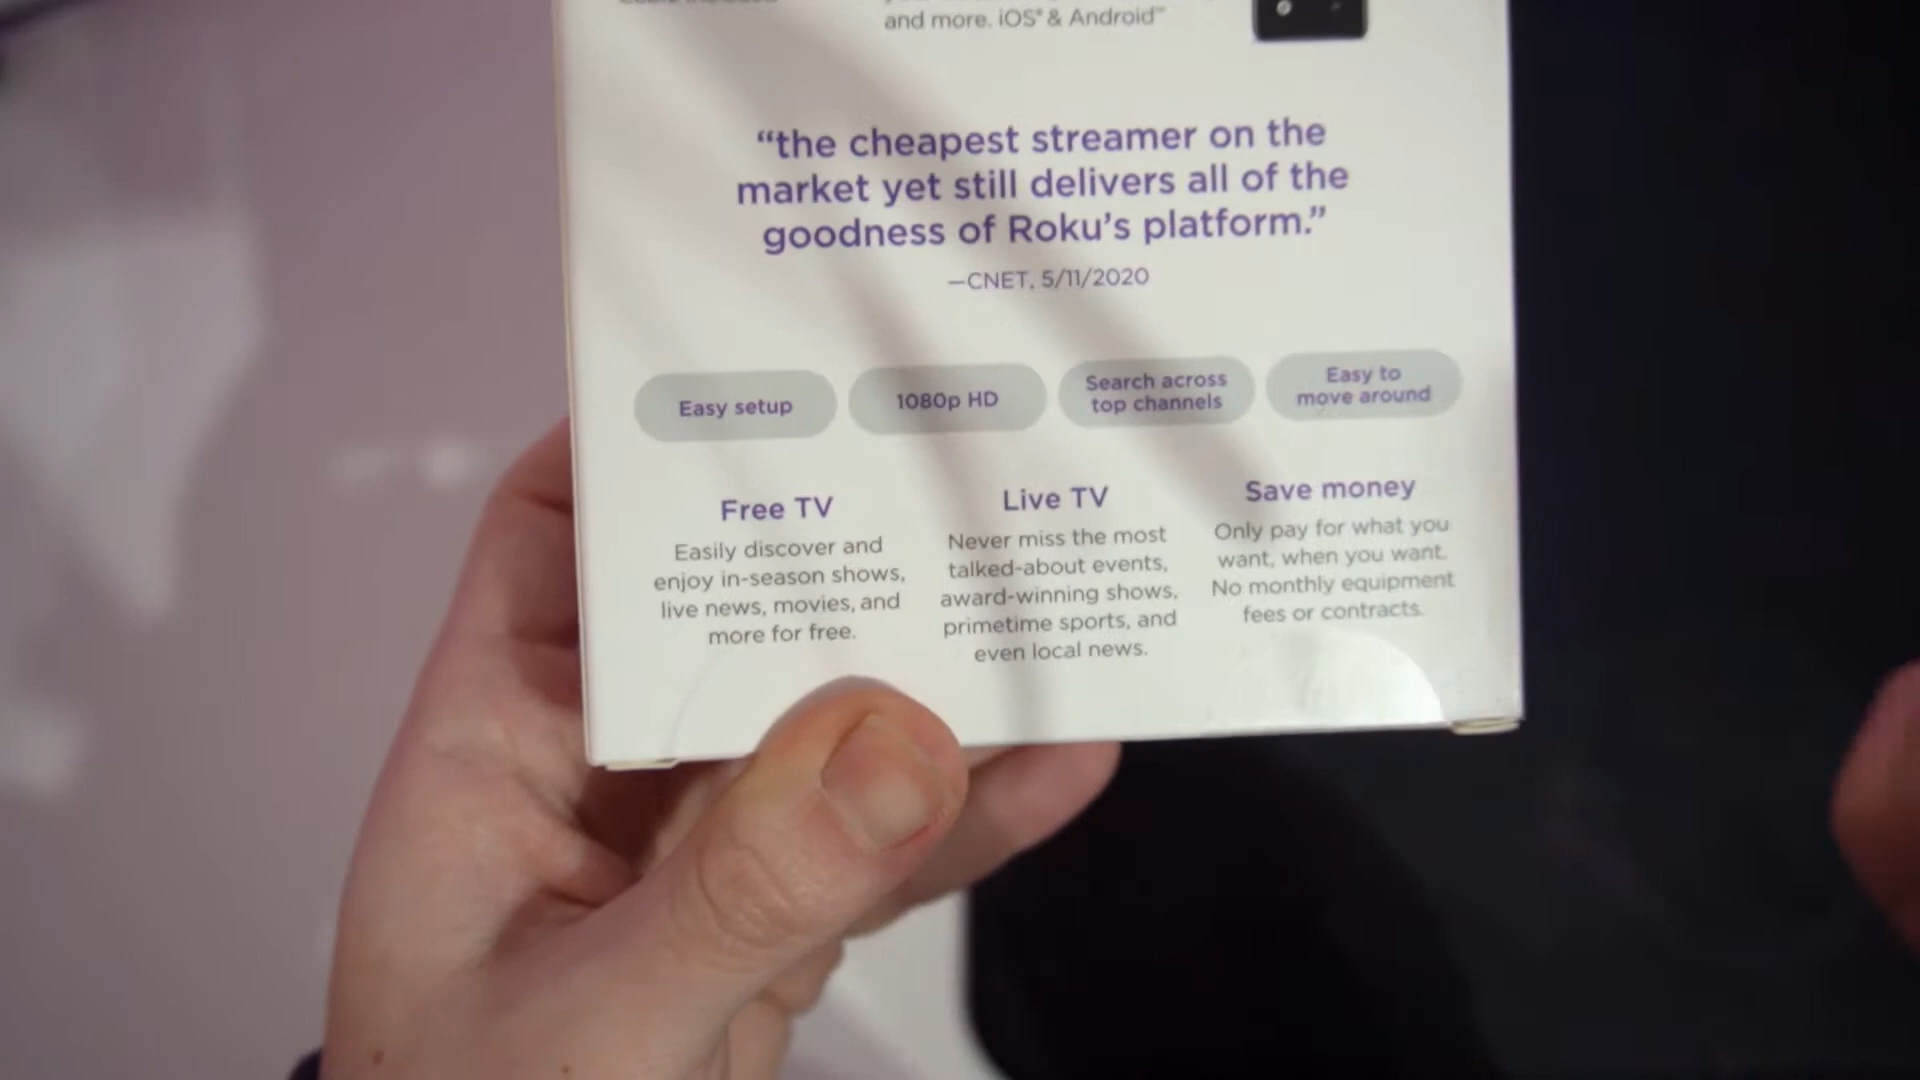 and more. iOS® & Android™
“the cheapest streamer on the
market yet still delivers all of the
goodness of Roku’s platform.”
—CNET, 5/11/2020
Easy setup
1080p HD
Search across
top channels
Easy to
move around
Free TV
Easily discover and
enjoy in-season shows,
live news, movies, and
more for free.
Live TV
Never miss the most
talked-about events,
award-winning shows,
primetime sports, and
even local news.
Save money
Only pay for what you
want, when you want.
No monthly equipment
fees or contracts.